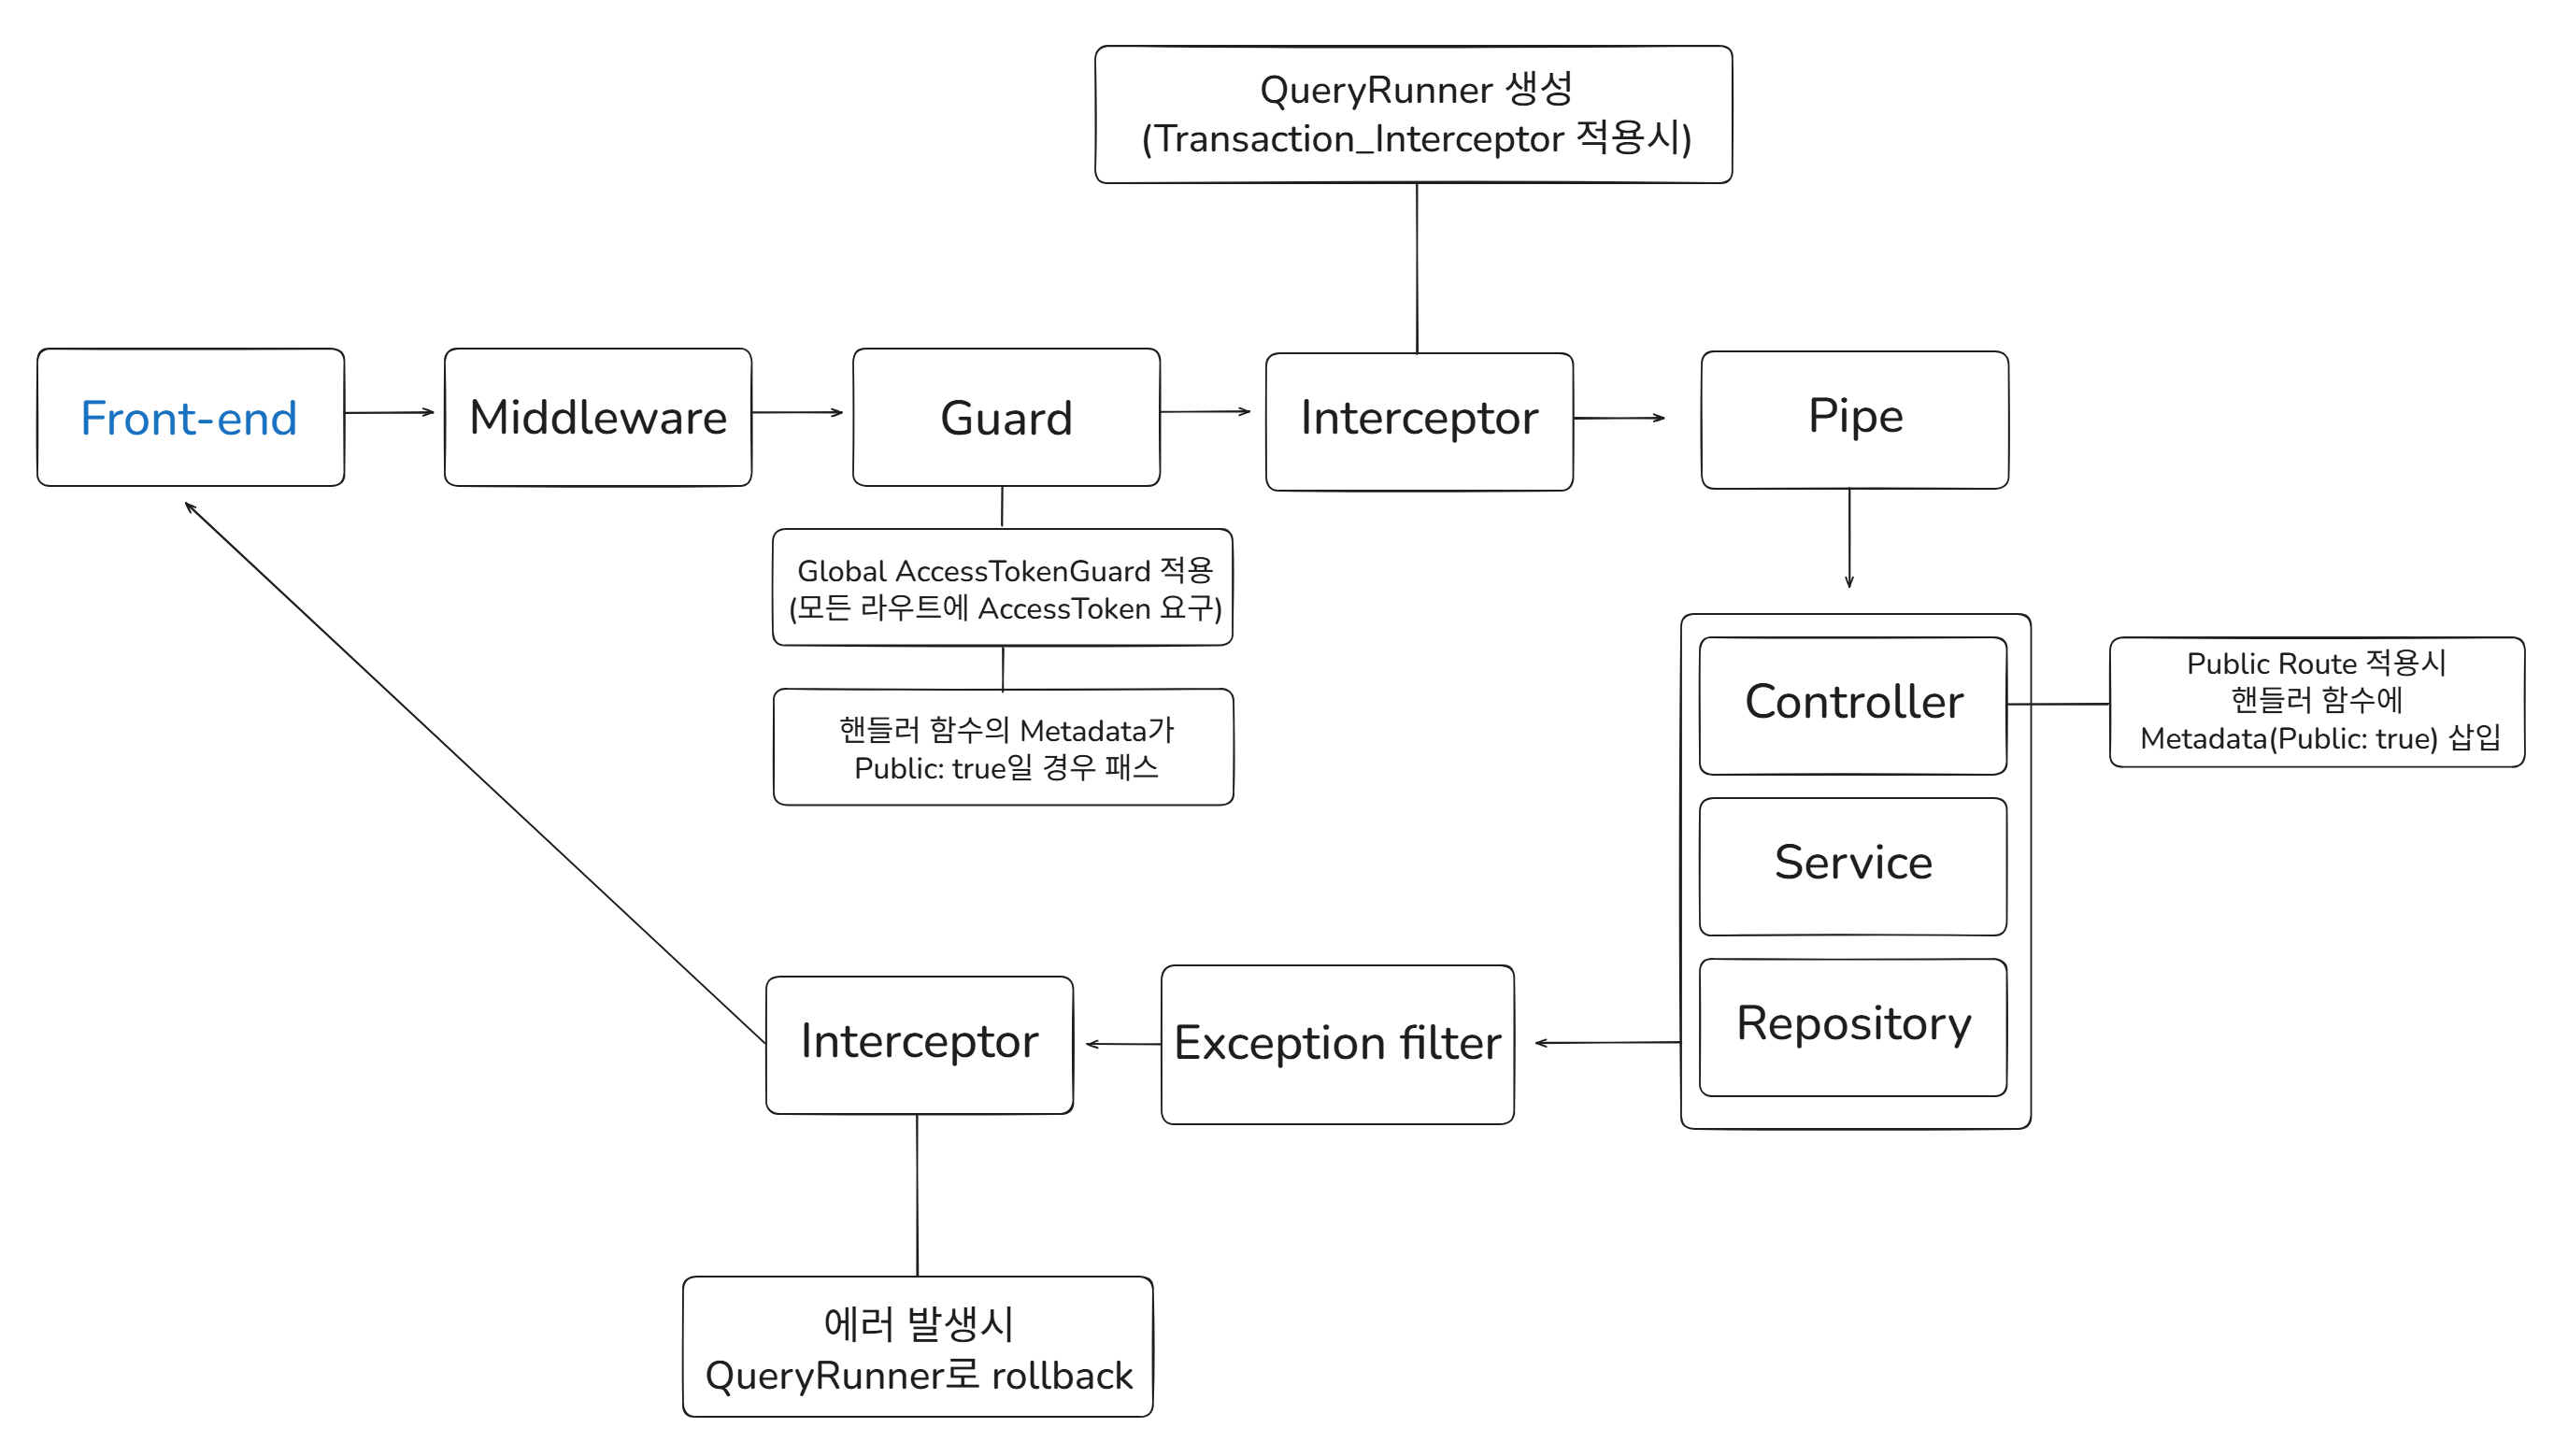 QueryRunner 생성
(Transaction_Interceptor 적용시)
Front-end
Middleware
Guard
Interceptor
Pipe
Global AccessTokenGuard 적용
(모든 라우트에 AccessToken 요구)
핸들러 함수의 Metadata가
Public: true일 경우 패스
Controller
Public Route 적용시
핸들러 함수에
Metadata(Public: true) 삽입
Service
Repository
Exception filter
Interceptor
에러 발생시
QueryRunner로 rollback